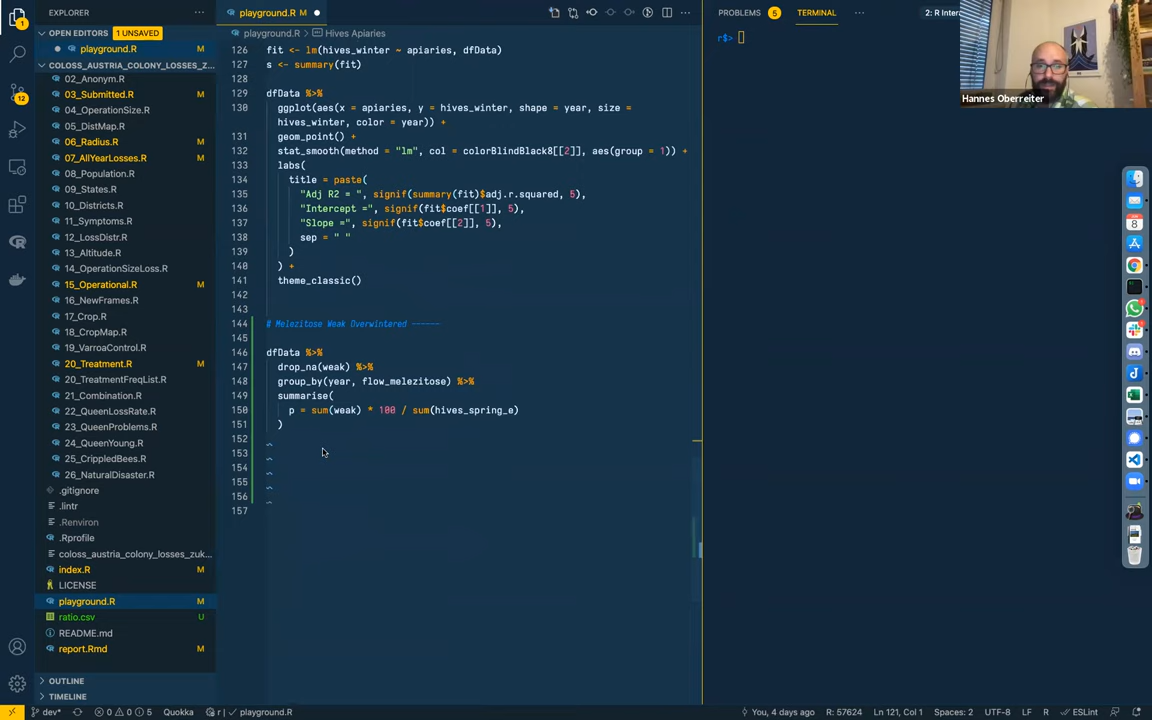 EXPLORER
OPEN EDITORS 1 UNSAVED
playground.R M
COLOSS_AUSTRIA_COLONY_LOSSES_Z...
02_Anonym.R
03_Submitted.R M
04_OperationSize.R
05_DistMap.R
06_Radius.R M
07_AllYearLosses.R M
08_Population.R
09_States.R
10_Districts.R
11_Symptoms.R
12_LossDistr.R
13_Altitude.R
14_OperationSizeLoss.R
15_Operational.R M
16_NewFrames.R
17_Crop.R
18_CropMap.R
19_VarroaControl.R
20_Treatment.R M
20_TreatmentFreqList.R
21_Combination.R
22_QueenLossRate.R
23_QueenProblems.R
24_QueenYoung.R
25_CrippledBees.R
26_NaturalDisaster.R
.gitignore
.lintr
.Renviron
.Rprofile
coloss_austria_colony_losses_zuk...
index.R M
LICENSE
playground.R M
ratio.csv U
README.md
report.Rmd M
OUTLINE
TIMELINE
playground.R M
playground.R > Hives Apiaries
126 fit <- lm(hives_winter ~ apiaries, dfData)
127 s <- summary(fit)
128
129 dfData %>%
130 ggplot(aes(x = apiaries, y = hives_winter, shape = year, size =
hives_winter, color = year)) +
131 geom_point() +
132 stat_smooth(method = "lm", col = colorBlindBlack8[[2]], aes(group = 1)) +
133 labs(
134 title = paste(
135 "Adj R2 = ", signif(summary(fit)$adj.r.squared, 5),
136 "Intercept =", signif(fit$coef[[1]], 5),
137 "Slope =", signif(fit$coef[[2]], 5),
138 sep = " "
139 )
140 ) +
141 theme_classic()
142
143
144 # Melezitose Weak Overwintered ------
145
146 dfData %>%
147 drop_na(weak) %>%
148 group_by(year, flow_melezitose) %>%
149 summarise(
150 p = sum(weak) * 100 / sum(hives_spring_e)
151 )
152
153
154
155
156
157
PROBLEMS 5 TERMINAL ... 2: R Inter
r$>
Hannes Oberreiter
1
12
8
dev* 0 0 5 Quokka r | playground.R
You, 4 days ago R: 57624 Ln 121, Col 1 Spaces: 2 UTF-8 LF R ESLint